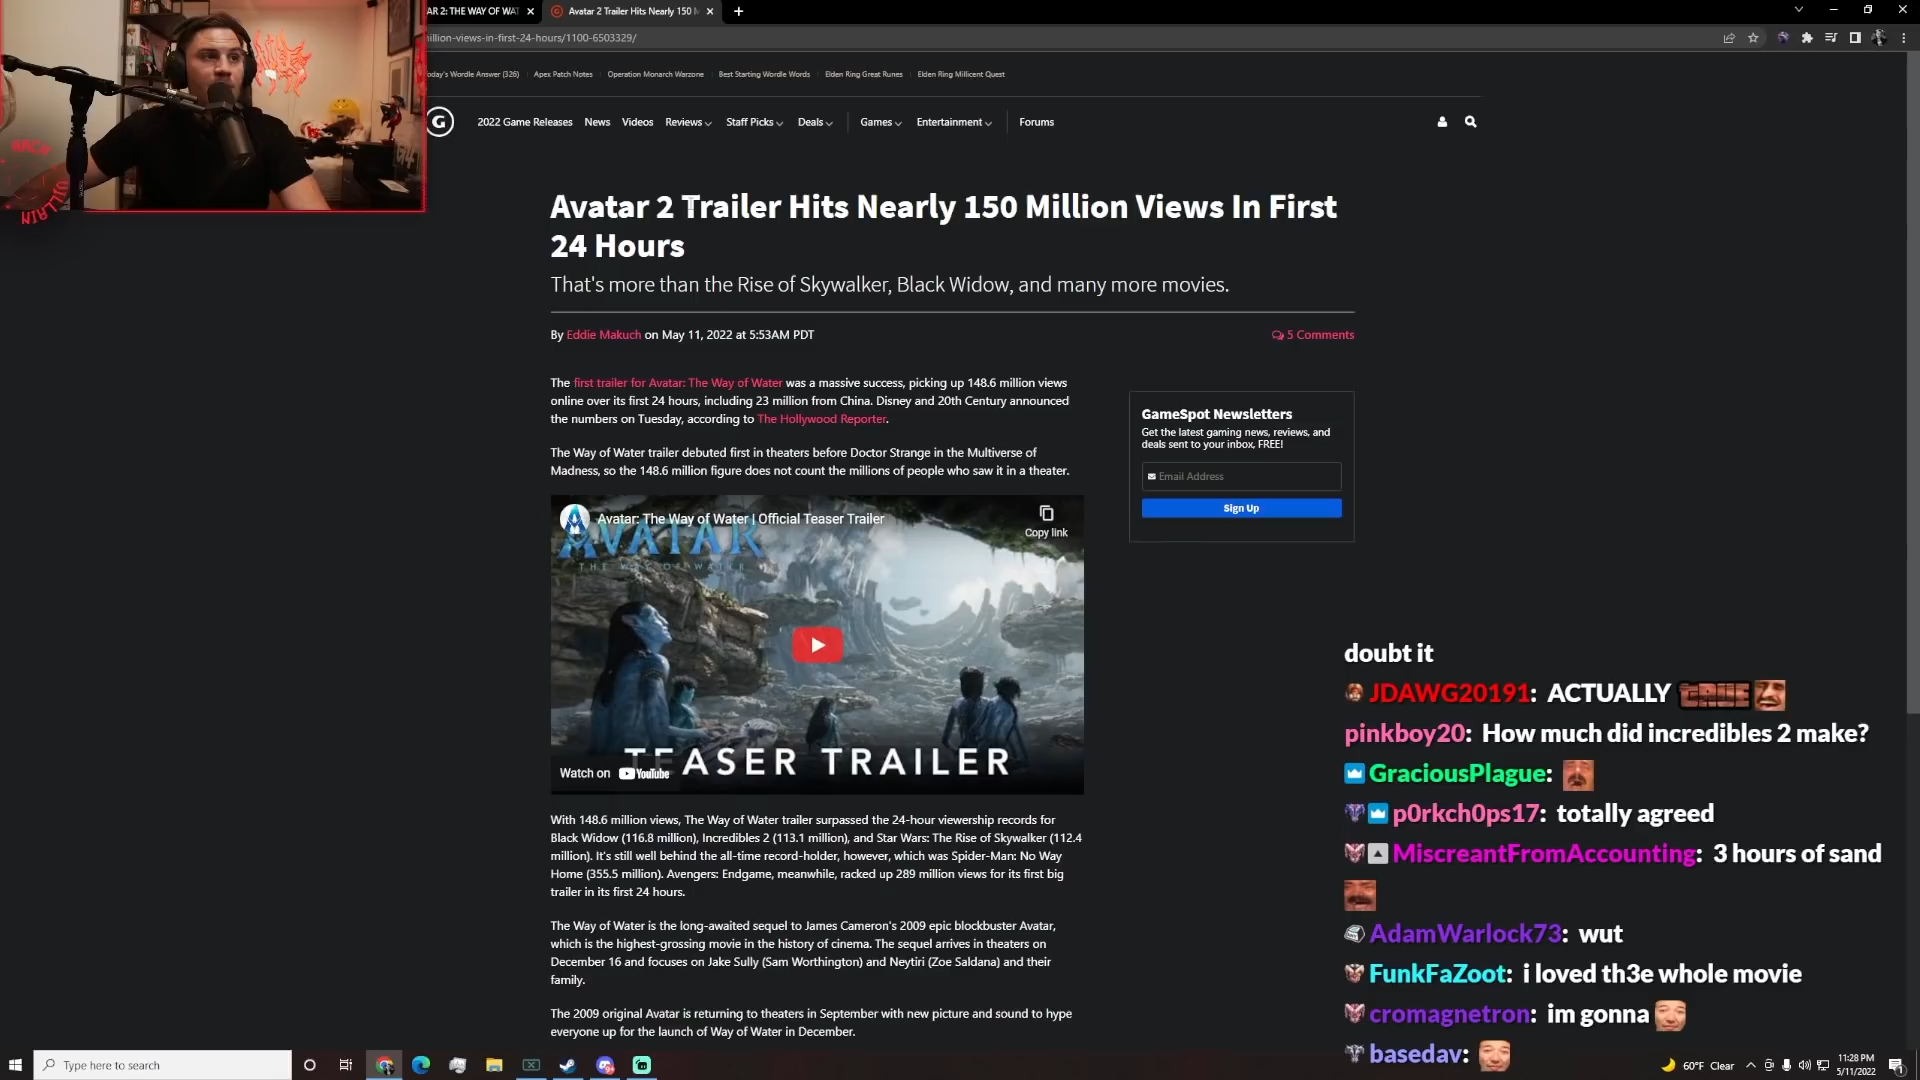 AR 2: THE WAY OF WAT
Avatar 2 Trailer Hits Nearly 150 M
illion-views-in-first-24-hours/1100-6503329/
oday's Wordle Answer (326)
Apex Patch Notes
Operation Monarch Warzone
Best Starting Wordle Words
Elden Ring Great Runes
Elden Ring Millicent Quest
G
2022 Game Releases
News
Videos
Reviews
Staff Picks
Deals
Games
Entertainment
Forums
Avatar 2 Trailer Hits Nearly 150 Million Views In First
24 Hours
That's more than the Rise of Skywalker, Black Widow, and many more movies.
By Eddie Makuch on May 11, 2022 at 5:53AM PDT
5 Comments
The first trailer for Avatar: The Way of Water was a massive success, picking up 148.6 million views
online over its first 24 hours, including 23 million from China. Disney and 20th Century announced
the numbers on Tuesday, according to The Hollywood Reporter.
The Way of Water trailer debuted first in theaters before Doctor Strange in the Multiverse of
Madness, so the 148.6 million figure does not count the millions of people who saw it in a theater.
GameSpot Newsletters
Get the latest gaming news, reviews, and
deals sent to your inbox, FREE!
Email Address
Sign Up
Avatar: The Way of Water | Official Teaser Trailer
Copy link
AVATAR
THE WAY OF WATER
TEASER TRAILER
Watch on YouTube
With 148.6 million views, The Way of Water trailer surpassed the 24-hour viewership records for
Black Widow (116.8 million), Incredibles 2 (113.1 million), and Star Wars: The Rise of Skywalker (112.4
million). It's still well behind the all-time record-holder, however, which was Spider-Man: No Way
Home (355.5 million). Avengers: Endgame, meanwhile, racked up 289 million views for its first big
trailer in its first 24 hours.
The Way of Water is the long-awaited sequel to James Cameron's 2009 epic blockbuster Avatar,
which is the highest-grossing movie in the history of cinema. The sequel arrives in theaters on
December 16 and focuses on Jake Sully (Sam Worthington) and Neytiri (Zoe Saldana) and their
family.
The 2009 original Avatar is returning to theaters in September with new picture and sound to hype
everyone up for the launch of Way of Water in December.
doubt it
JDAWG20191: ACTUALLY TRUE
pinkboy20: How much did incredibles 2 make?
GraciousPlague:
p0rkch0ps17: totally agreed
MiscreantFromAccounting: 3 hours of sand
AdamWarlock73: wut
FunkFaZoot: i loved th3e whole movie
cromagnetron: im gonna
basedav:
Type here to search
60°F Clear
11:28 PM
5/11/2022